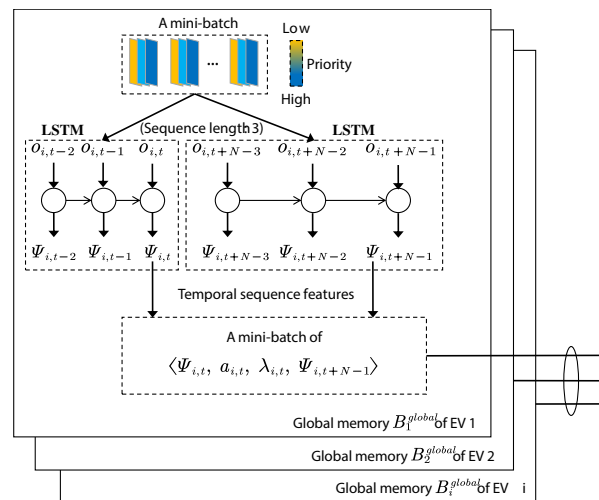 A mini-batch
...
Low
Priority
High
LSTM (Sequence length 3) LSTM
o_{i,t−2} o_{i,t−1} o_{i,t} o_{i,t+N−3} o_{i,t+N−2} o_{i,t+N−1}
Ψ_{i,t−2} Ψ_{i,t−1} Ψ_{i,t} Ψ_{i,t+N−3} Ψ_{i,t+N−2} Ψ_{i,t+N−1}
Temporal sequence features
A mini-batch of
⟨Ψ_{i,t}, a_{i,t}, λ_{i,t}, Ψ_{i,t+N−1}⟩
Global memory B_1^{global} of EV 1
Global memory B_2^{global} of EV 2
Global memory B_i^{global} of EV i